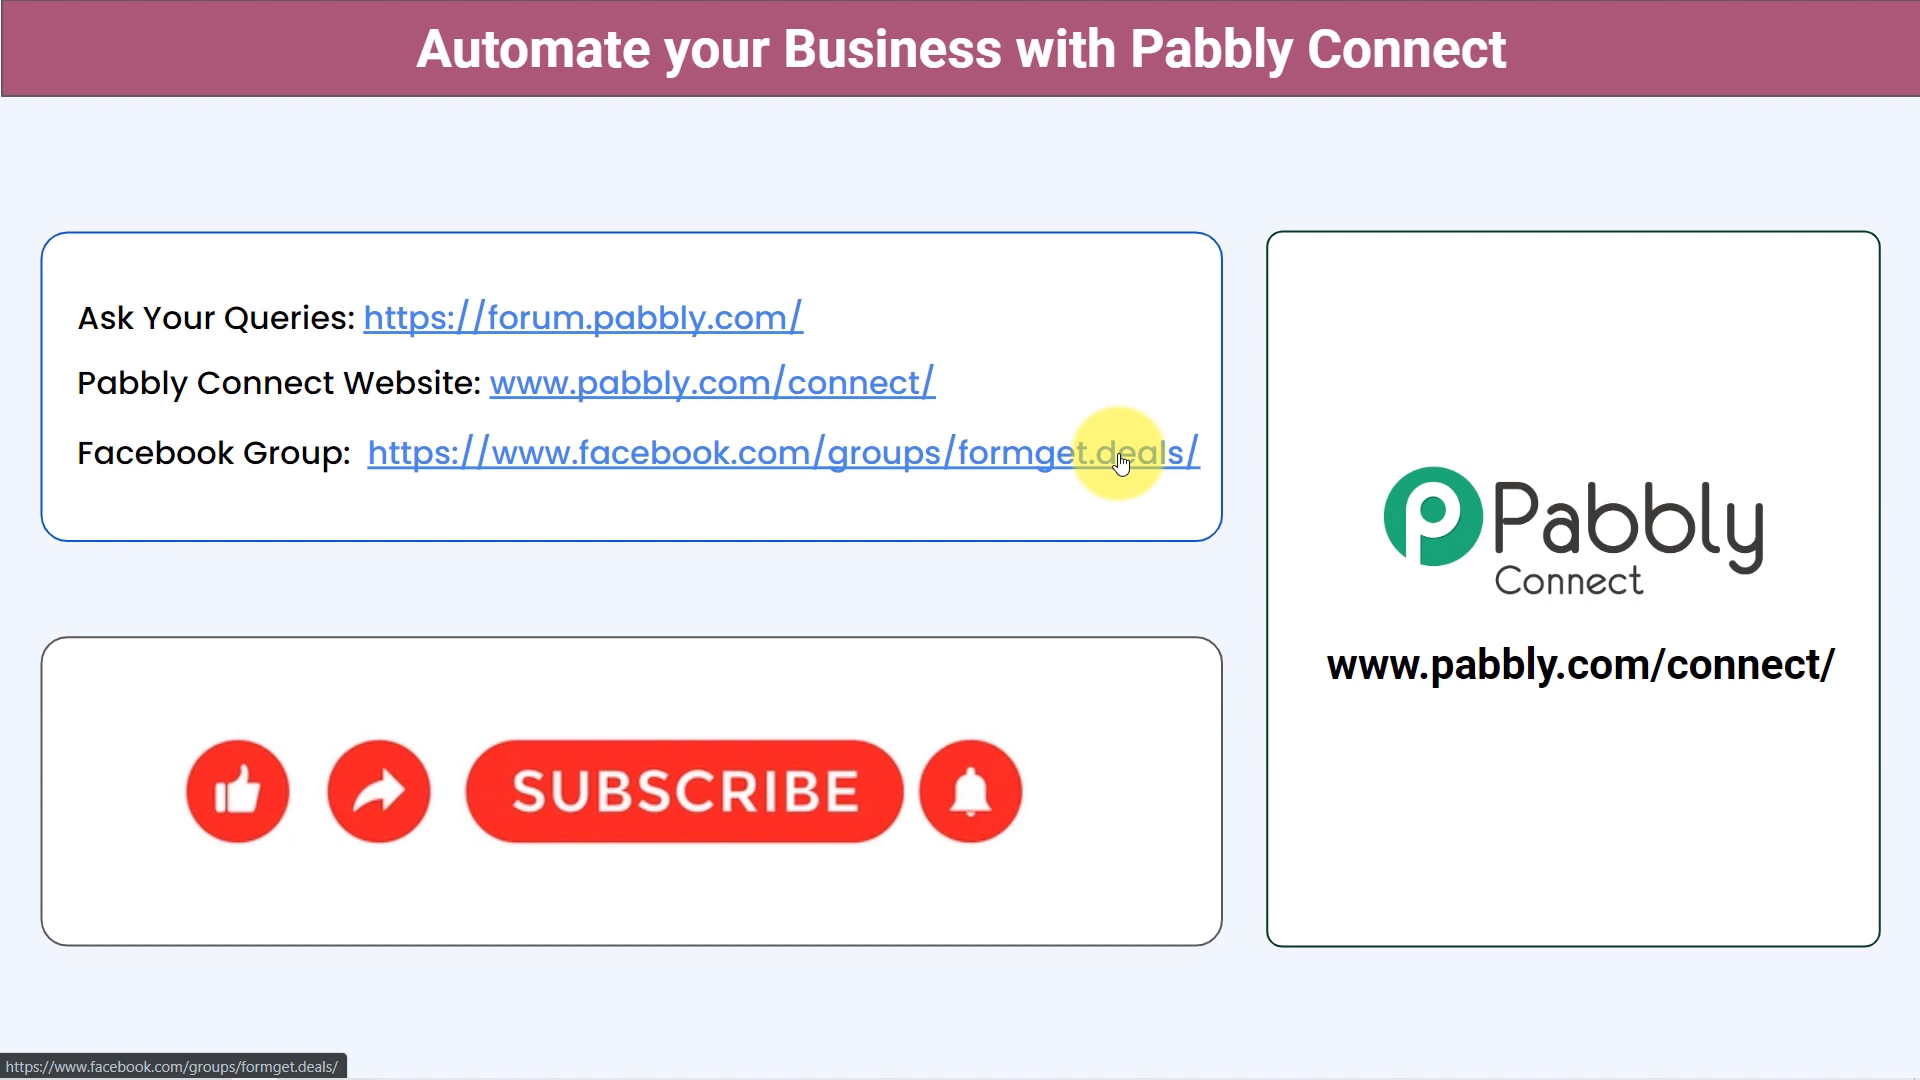 Automate your Business with Pabbly Connect
Ask Your Queries: https://forum.pabbly.com/
Pabbly Connect Website: www.pabbly.com/connect/
Facebook Group: https://www.facebook.com/groups/formget.deals/
Pabbly
Connect
www.pabbly.com/connect/
SUBSCRIBE
https://www.facebook.com/groups/formget.deals/